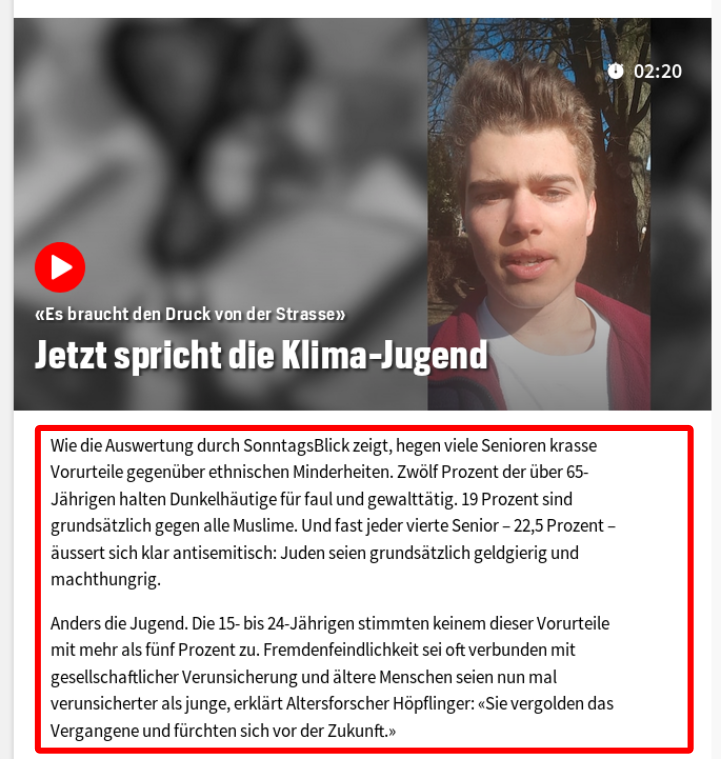 02:20
«Es braucht den Druck von der Strasse»
Jetzt spricht die Klima-Jugend
Wie die Auswertung durch SonntagsBlick zeigt, hegen viele Senioren krasse
Vorurteile gegenüber ethnischen Minderheiten. Zwölf Prozent der über 65-
Jährigen halten Dunkelhäutige für faul und gewalttätig. 19 Prozent sind
grundsätzlich gegen alle Muslime. Und fast jeder vierte Senior – 22,5 Prozent –
äussert sich klar antisemitisch: Juden seien grundsätzlich geldgierig und
machthungrig.
Anders die Jugend. Die 15- bis 24-Jährigen stimmten keinem dieser Vorurteile
mit mehr als fünf Prozent zu. Fremdenfeindlichkeit sei oft verbunden mit
gesellschaftlicher Verunsicherung und ältere Menschen seien nun mal
verunsicherter als junge, erklärt Altersforscher Höpflinger: «Sie vergolden das
Vergangene und fürchten sich vor der Zukunft.»